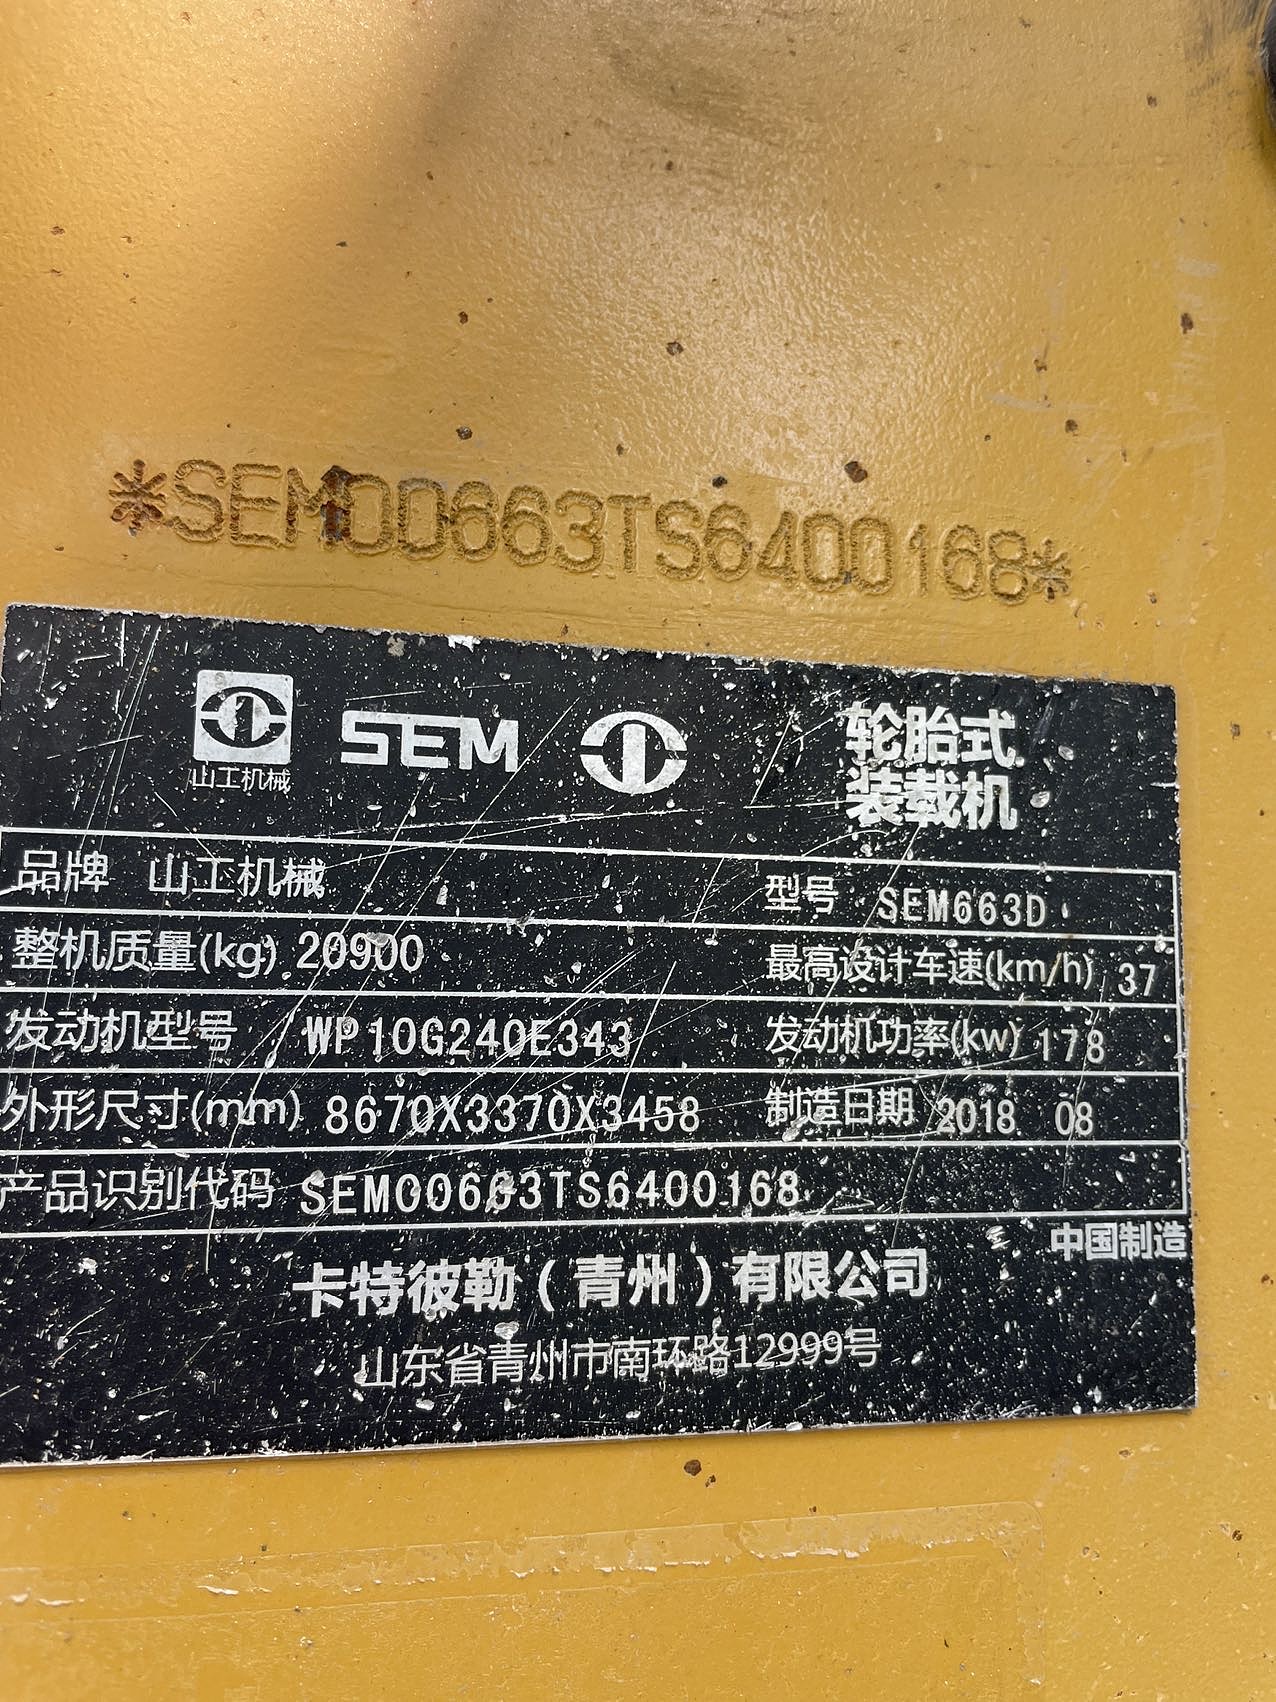 *SEM00663TS6400168*
山工机械
SEM
轮胎式
装载机
品牌 山工机械 型号 SEM663D
整机质量(kg) 20900 最高设计车速(km/h) 37
发动机型号 WP10G240E343 发动机功率(kw) 178
外形尺寸(mm) 8670X3370X3458 制造日期 2018 08
产品识别代码 SEM00663TS6400168
中国制造
卡特彼勒(青州)有限公司
山东省青州市南环路12999号